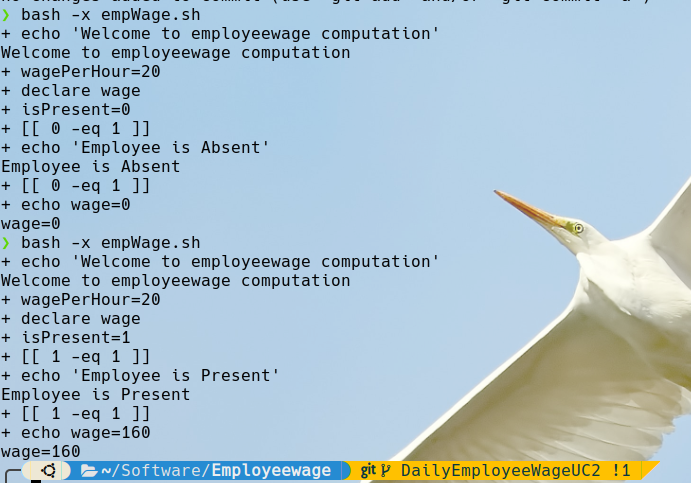 ❯ bash -x empWage.sh
+ echo 'Welcome to employeewage computation'
Welcome to employeewage computation
+ wagePerHour=20
+ declare wage
+ isPresent=0
+ [[ 0 -eq 1 ]]
+ echo 'Employee is Absent'
Employee is Absent
+ [[ 0 -eq 1 ]]
+ echo wage=0
wage=0
❯ bash -x empWage.sh
+ echo 'Welcome to employeewage computation'
Welcome to employeewage computation
+ wagePerHour=20
+ declare wage
+ isPresent=1
+ [[ 1 -eq 1 ]]
+ echo 'Employee is Present'
Employee is Present
+ [[ 1 -eq 1 ]]
+ echo wage=160
wage=160
~/Software/Employeewage git DailyEmployeeWageUC2 !1